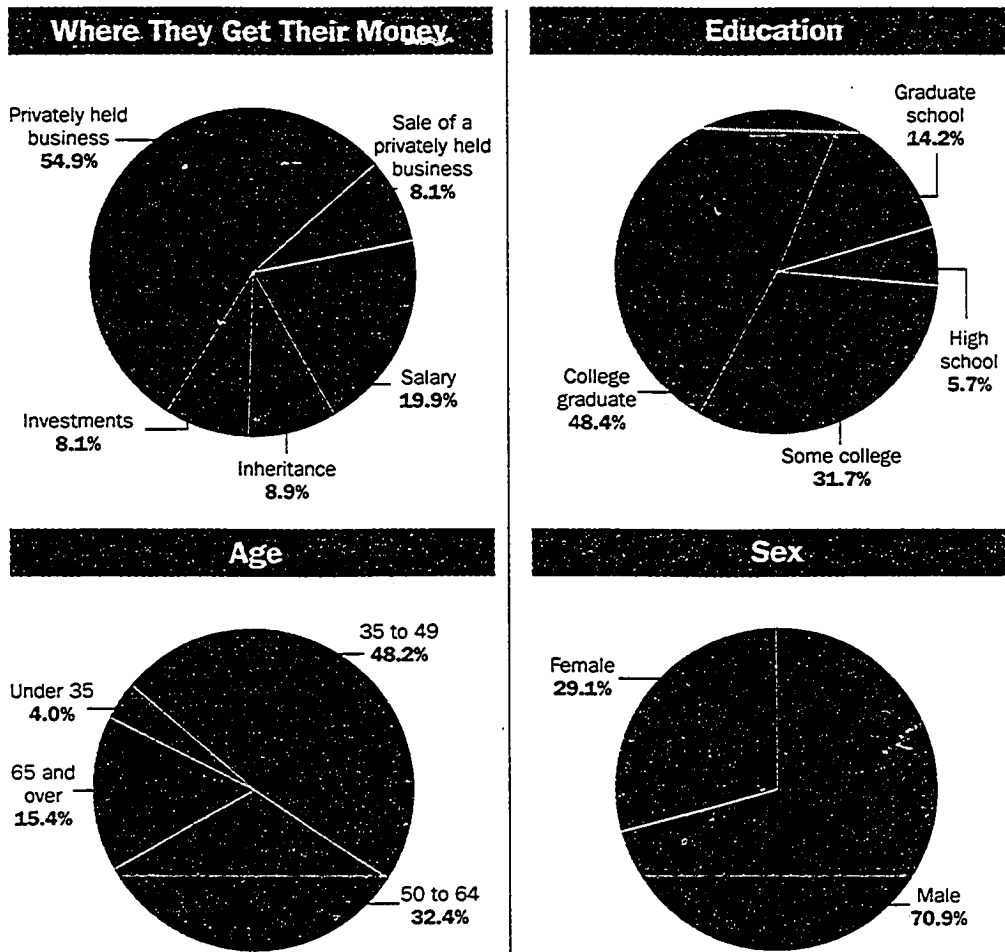 Where They Get Their Money
Privately held
business
54.9%
Sale of a
privately held
business
8.1%
Salary
19.9%
Inheritance
8.9%
Investments
8.1%
Education
Graduate
school
14.2%
High
school
5.7%
Some college
31.7%
College
graduate
48.4%
Age
35 to 49
48.2%
Under 35
4.0%
65 and
over
15.4%
50 to 64
32.4%
Sex
Female
29.1%
Male
70.9%